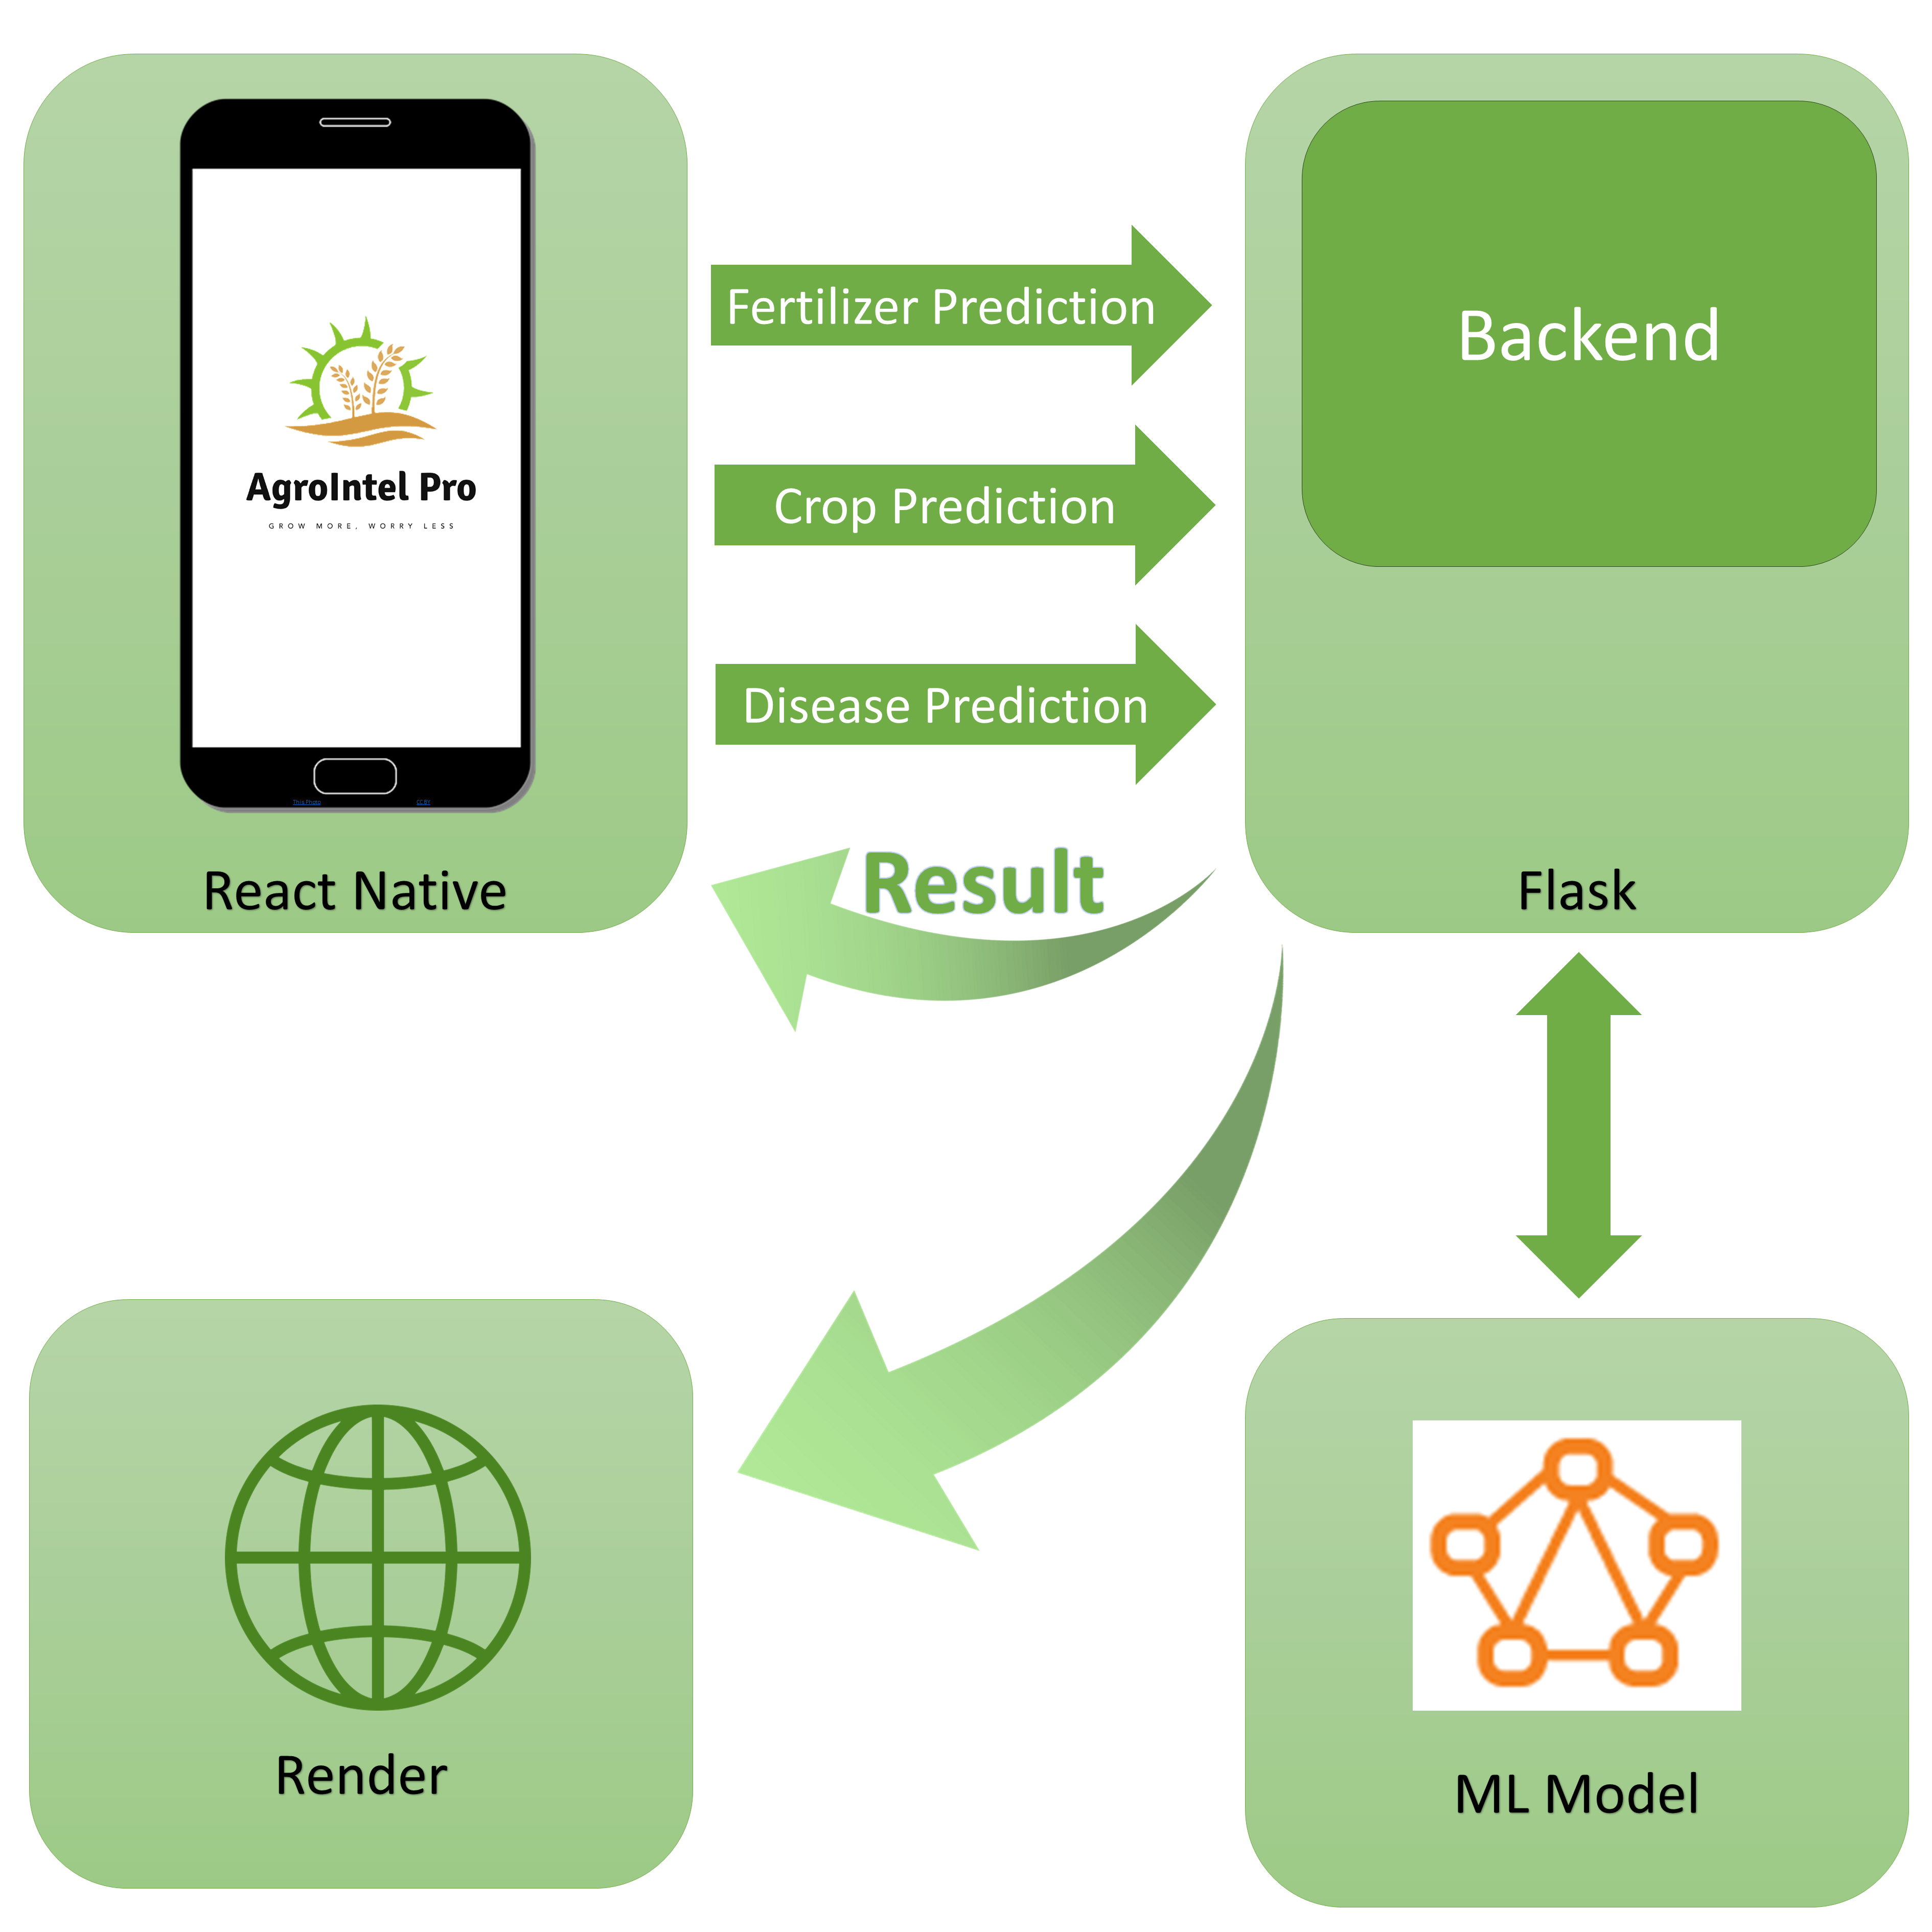 AgroIntel Pro
GROW MORE, WORRY LESS
This Photo
CC BY
React Native
Fertilizer Prediction
Crop Prediction
Disease Prediction
Result
Backend
Flask
Render
ML Model